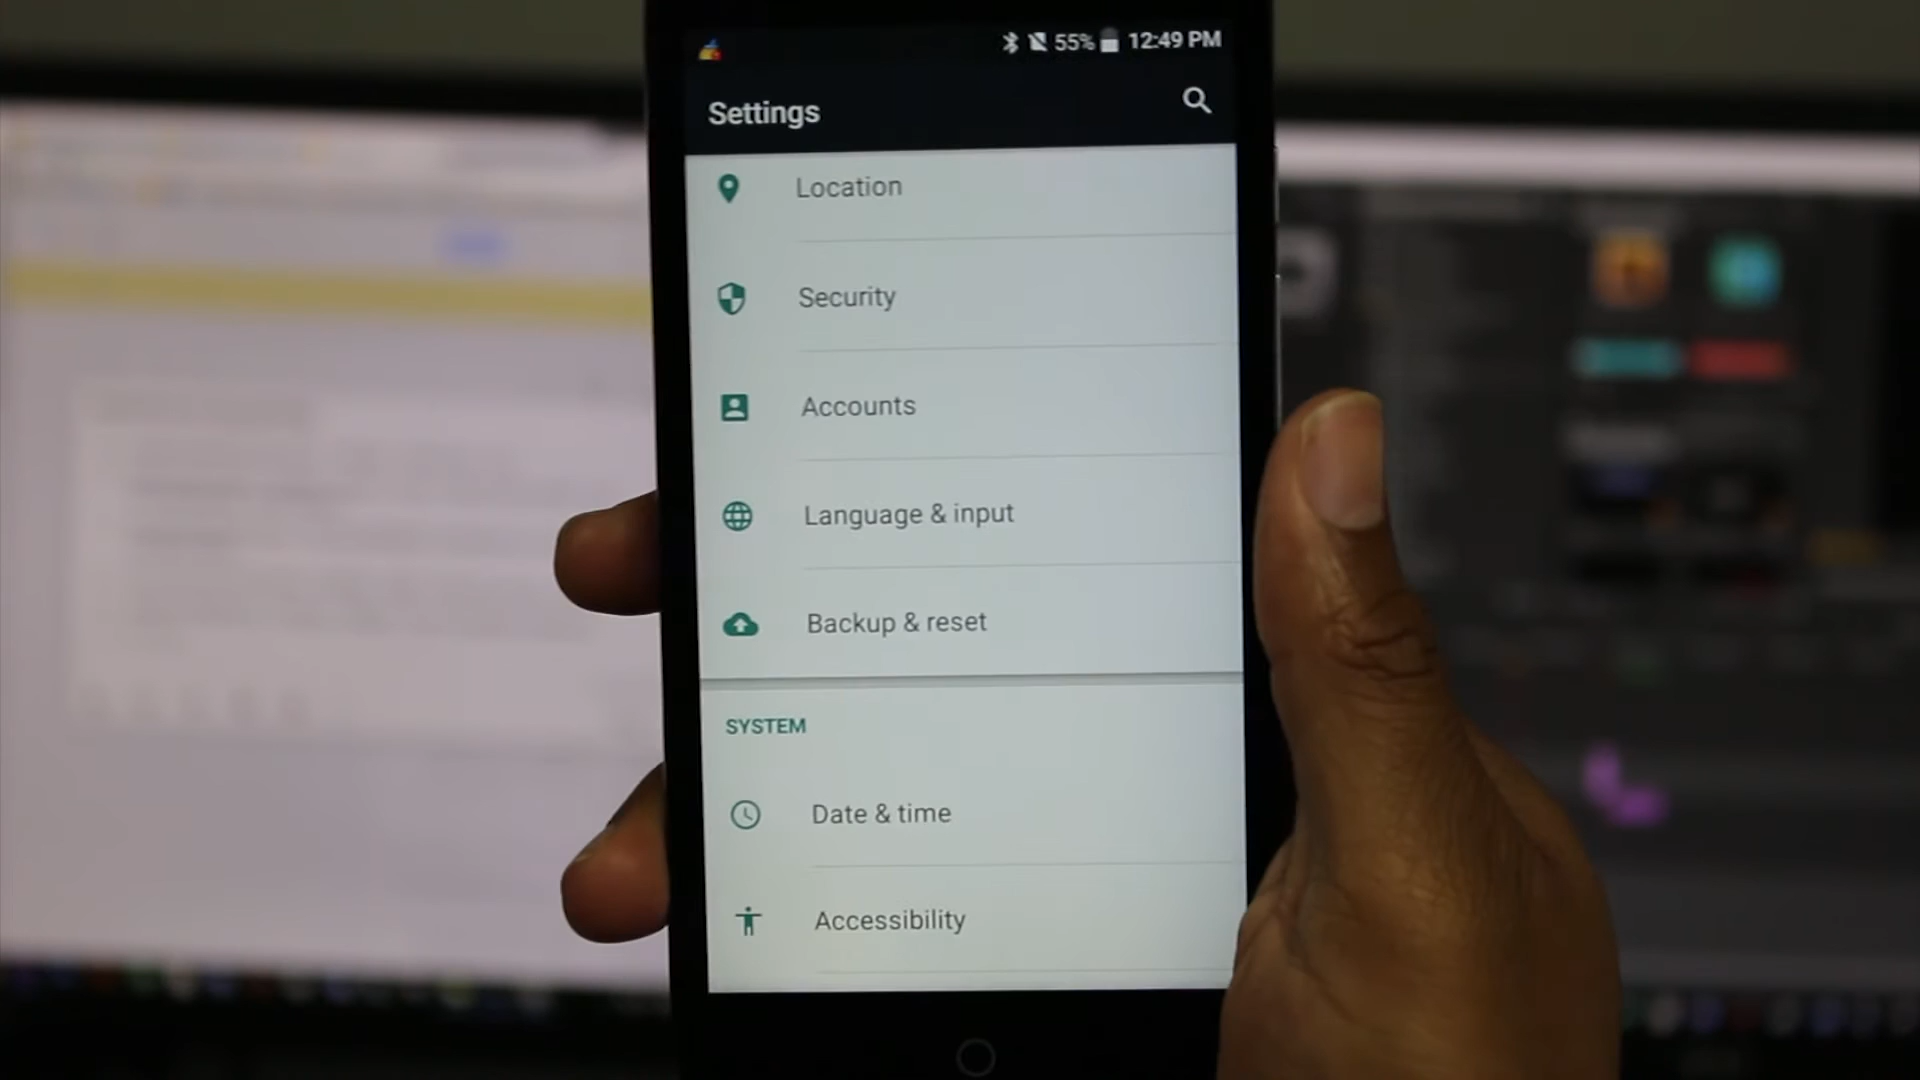 55% 12:49 PM
Settings
Location
Security
Accounts
Language & input
Backup & reset
SYSTEM
Date & time
Accessibility